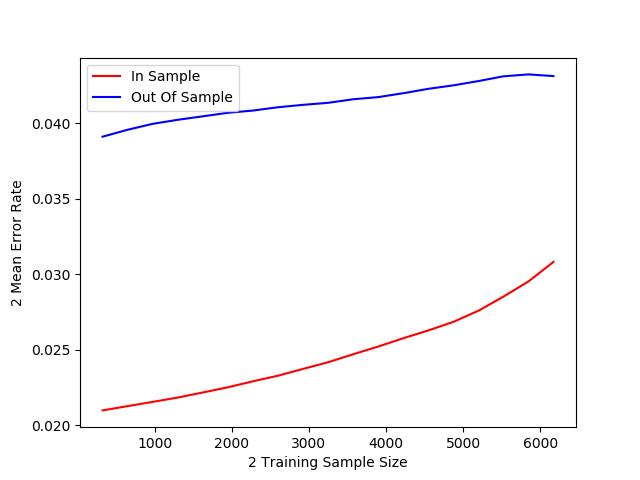 In Sample
Out Of Sample
0.040
0.035
0.030
0.025
0.020
2 Mean Error Rate
1000 2000 3000 4000 5000 6000
2 Training Sample Size